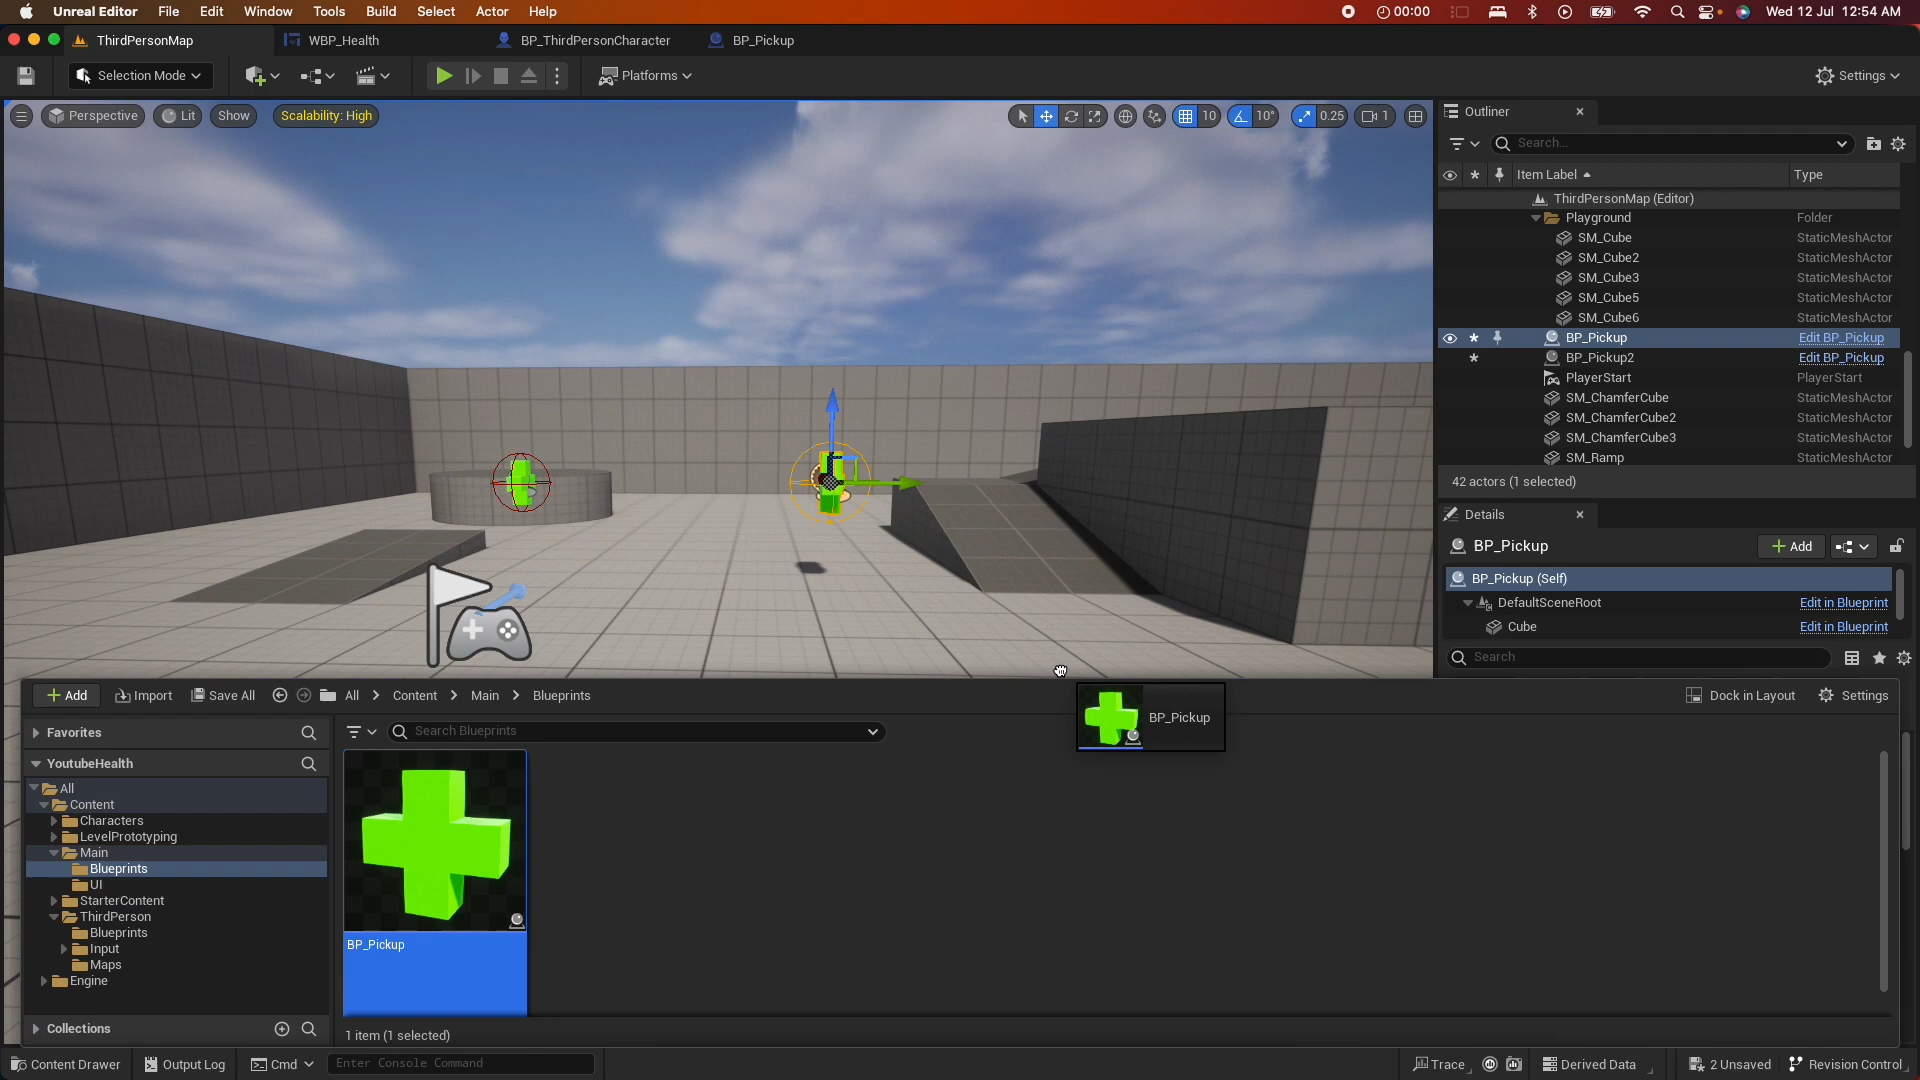 Unreal Editor File Edit Window Tools Build Select Actor Help 00:00 Wed 12 Jul 12:54 AM
ThirdPersonMap WBP_Health BP_ThirdPersonCharacter BP_Pickup
Selection Mode Platforms Settings
Perspective Lit Show Scalability: High 10 10° 0.25 1
Outliner
Search...
Item Label Type
ThirdPersonMap (Editor)
Playground Folder
SM_Cube StaticMeshActor
SM_Cube2 StaticMeshActor
SM_Cube3 StaticMeshActor
SM_Cube5 StaticMeshActor
SM_Cube6 StaticMeshActor
BP_Pickup Edit BP_Pickup
BP_Pickup2 Edit BP_Pickup
PlayerStart PlayerStart
SM_ChamferCube StaticMeshActor
SM_ChamferCube2 StaticMeshActor
SM_ChamferCube3 StaticMeshActor
SM_Ramp StaticMeshActor
42 actors (1 selected)
Details
BP_Pickup Add
BP_Pickup (Self)
DefaultSceneRoot Edit in Blueprint
Cube Edit in Blueprint
Search
Add Import Save All All Content Main Blueprints Dock in Layout Settings
BP_Pickup
Favorites Search Blueprints
YoutubeHealth
All
Content
Characters
LevelPrototyping
Main
Blueprints
UI
StarterContent
ThirdPerson
Blueprints
Input
Maps
Engine
BP_Pickup
Collections
1 item (1 selected)
Content Drawer Output Log Cmd Enter Console Command Trace Derived Data 2 Unsaved Revision Control